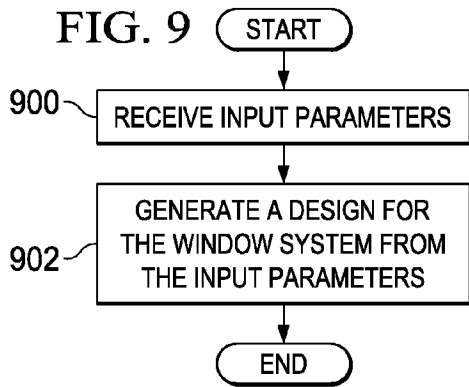 FIG. 9
START
900
RECEIVE INPUT PARAMETERS
902
GENERATE A DESIGN FOR
THE WINDOW SYSTEM FROM
THE INPUT PARAMETERS
END